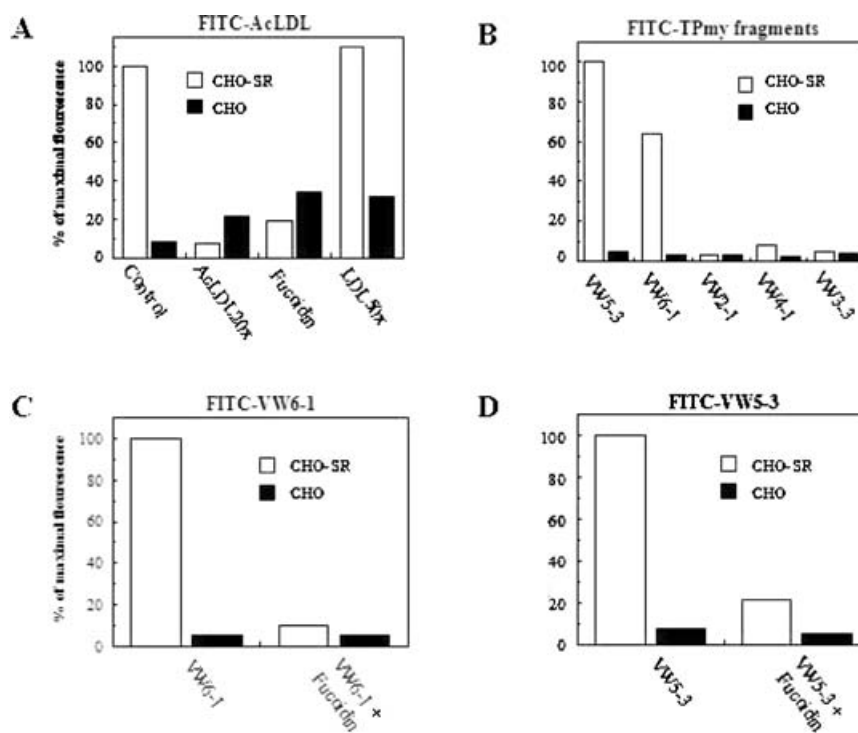 A
FITC-AcLDL
% of maximal flourescence
100
80
60
40
20
0
CHO-SR
CHO
Control
AcLDL20x
Fucoidin
LDL50x
B
FITC-TPmy fragments
100
80
60
40
20
0
CHO-SR
CHO
VW5-3
VW6-1
VW2-1
VW4-1
VW3-3
C
FITC-VW6-1
% of maximal flourescence
100
80
60
40
20
0
CHO-SR
CHO
VW6-1
VW6-1 +
Fucoidin
D
FITC-VW5-3
100
80
60
40
20
0
CHO-SR
CHO
VW5-3
VW5-3 +
Fucoidin